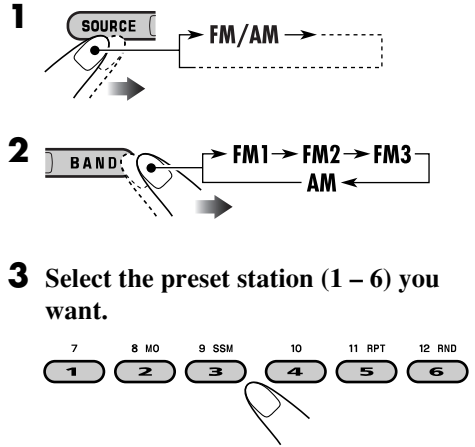 1
SOURCE
FM/AM
2
BAND
FM1 FM2 FM3
AM
3 Select the preset station (1 – 6) you
want.
7 8 MO 9 SSM 10 11 RPT 12 RND
1 2 3 4 5 6